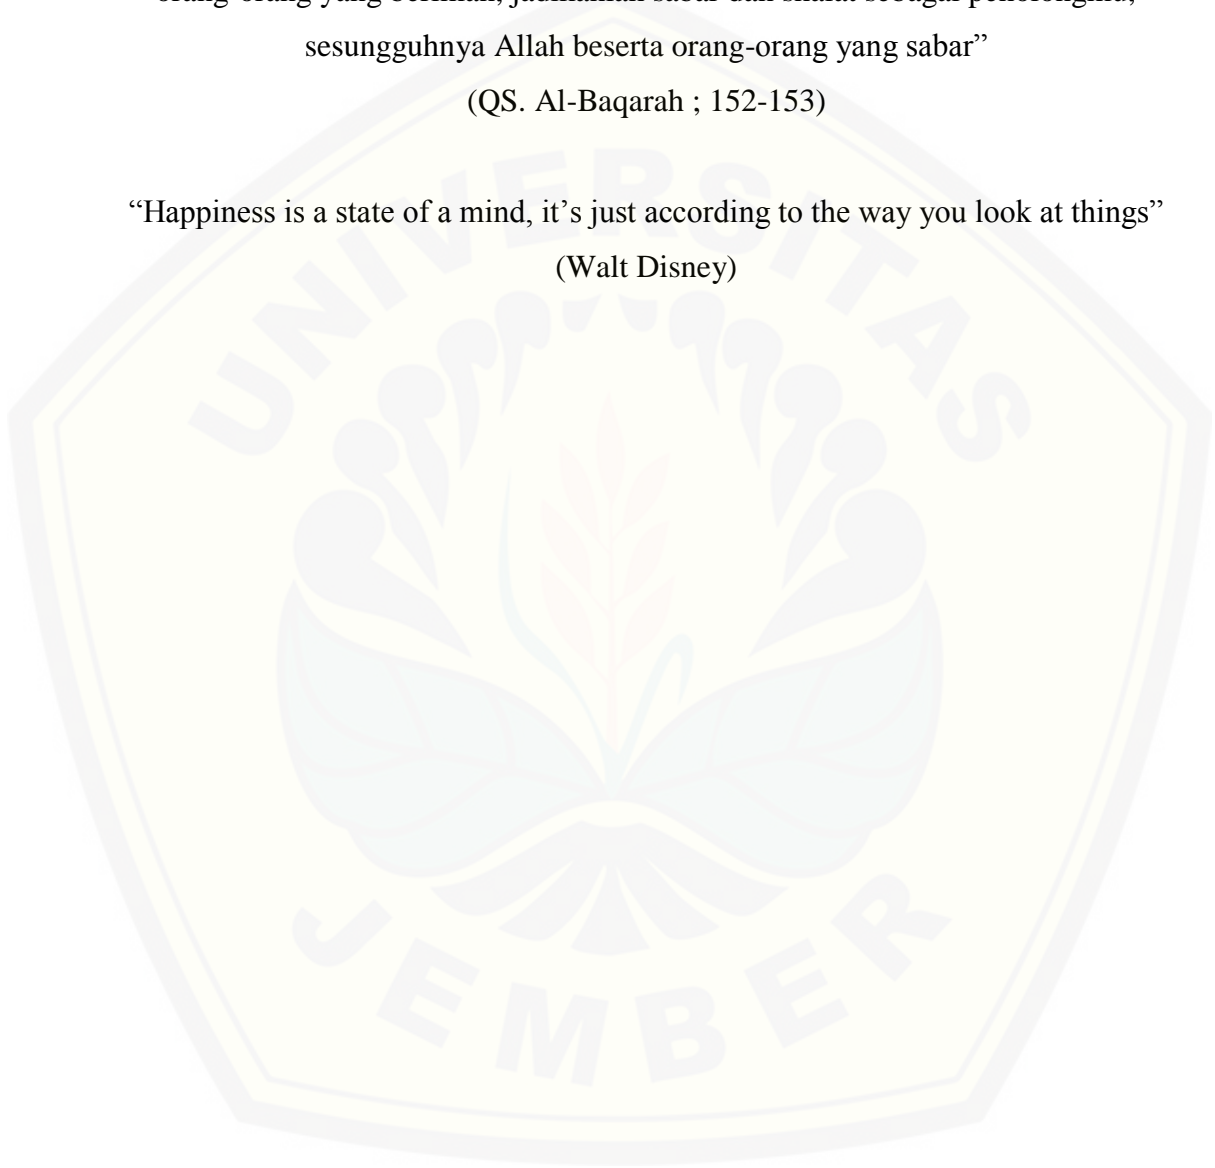 orang-orang yang beriman, jadikanlah sabar dan shalat sebagai penolongmu,
sesungguhnya Allah beserta orang-orang yang sabar”
(QS. Al-Baqarah ; 152-153)
“Happiness is a state of a mind, it’s just according to the way you look at things”
(Walt Disney)
UNIVERSITAS
JEMBER